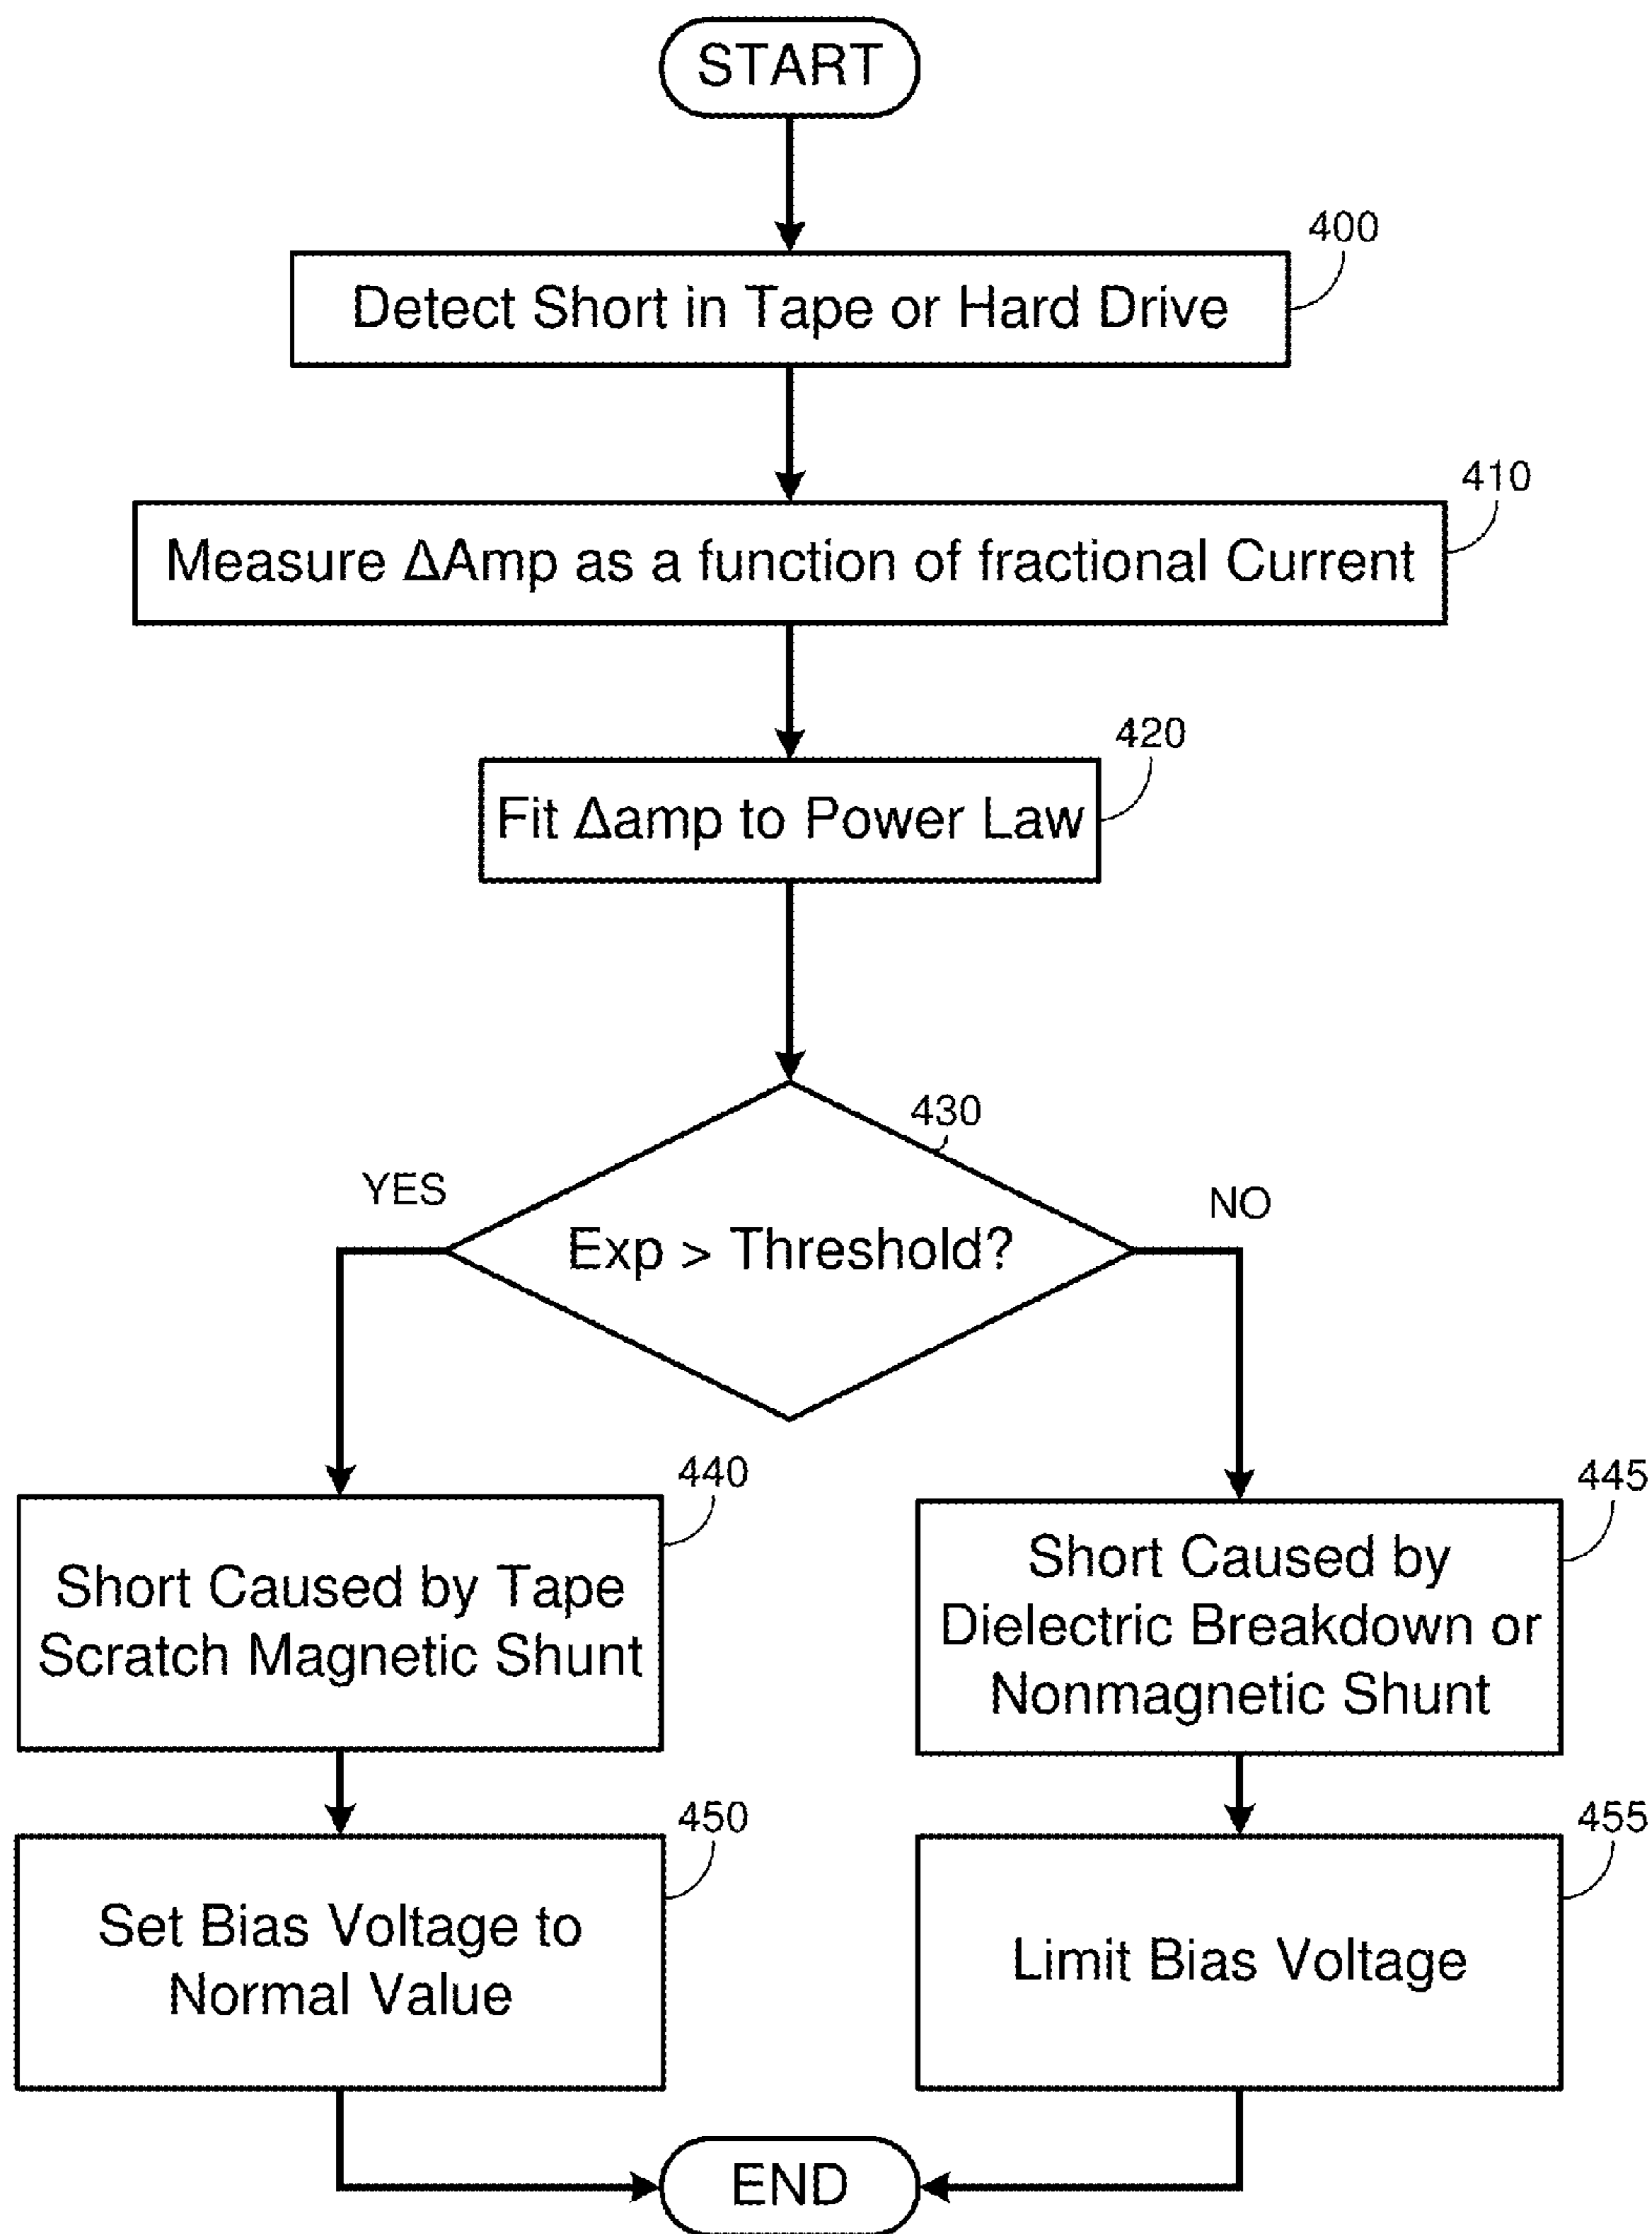 START
400
Detect Short in Tape or Hard Drive
410
Measure ΔAmp as a function of fractional Current
420
Fit Δamp to Power Law
430
YES
NO
Exp > Threshold?
440
445
Short Caused by Tape
Scratch Magnetic Shunt
Short Caused by
Dielectric Breakdown or
Nonmagnetic Shunt
450
455
Set Bias Voltage to
Normal Value
Limit Bias Voltage
END